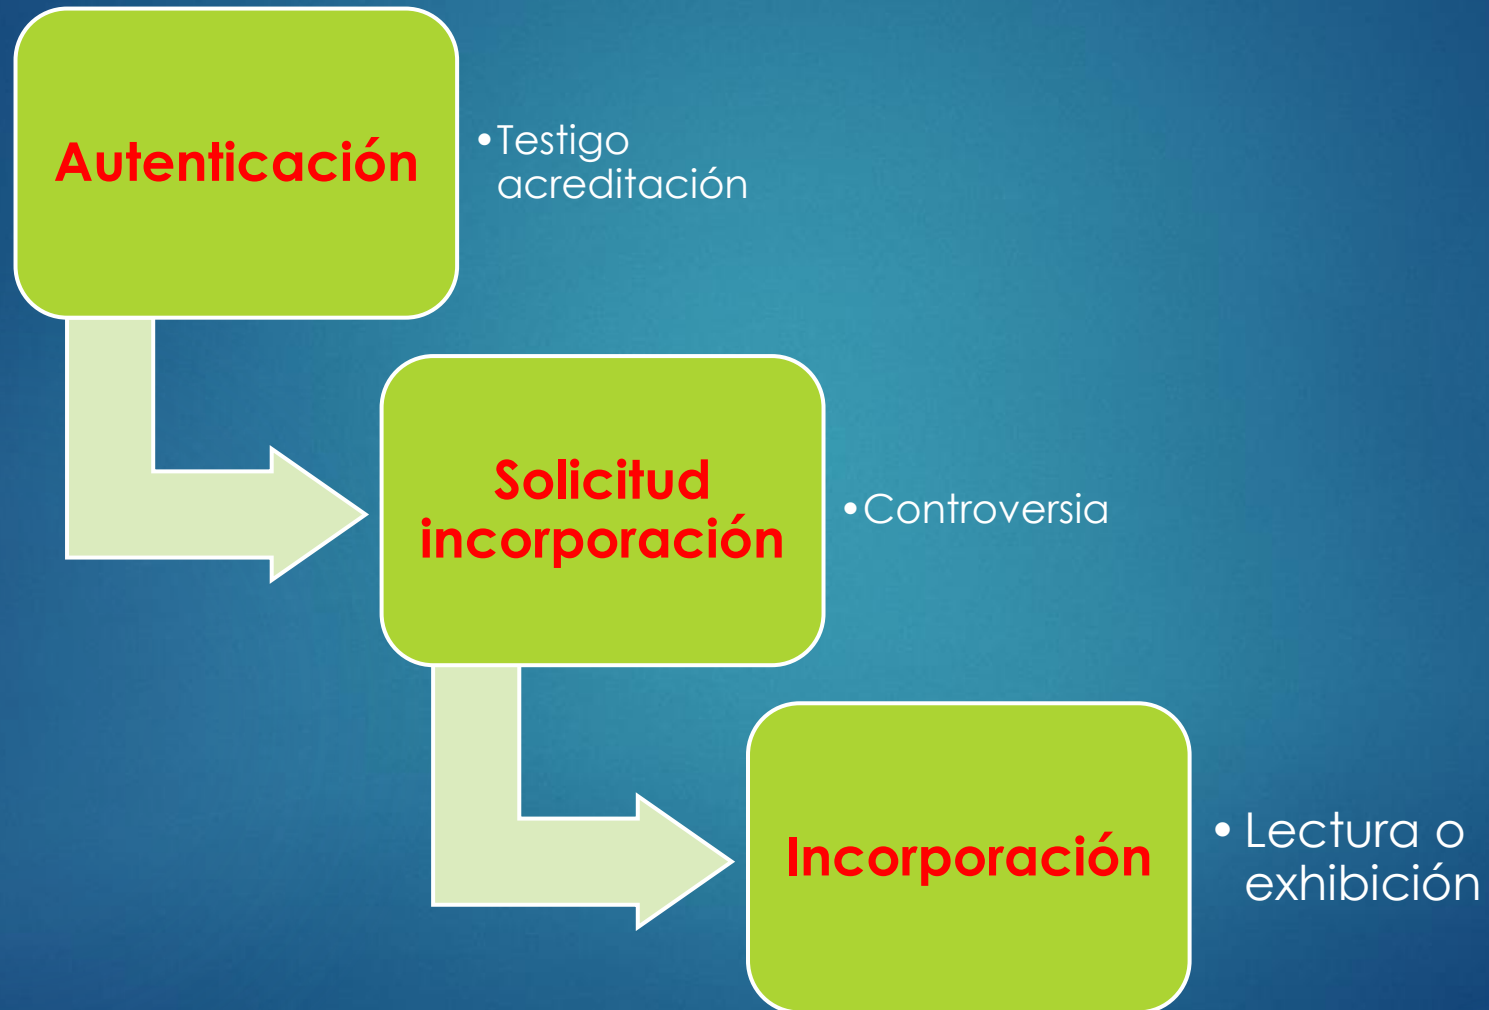 Autenticación
•Testigo
acreditación
Solicitud
incorporación
•Controversia
Incorporación
• Lectura o
exhibición